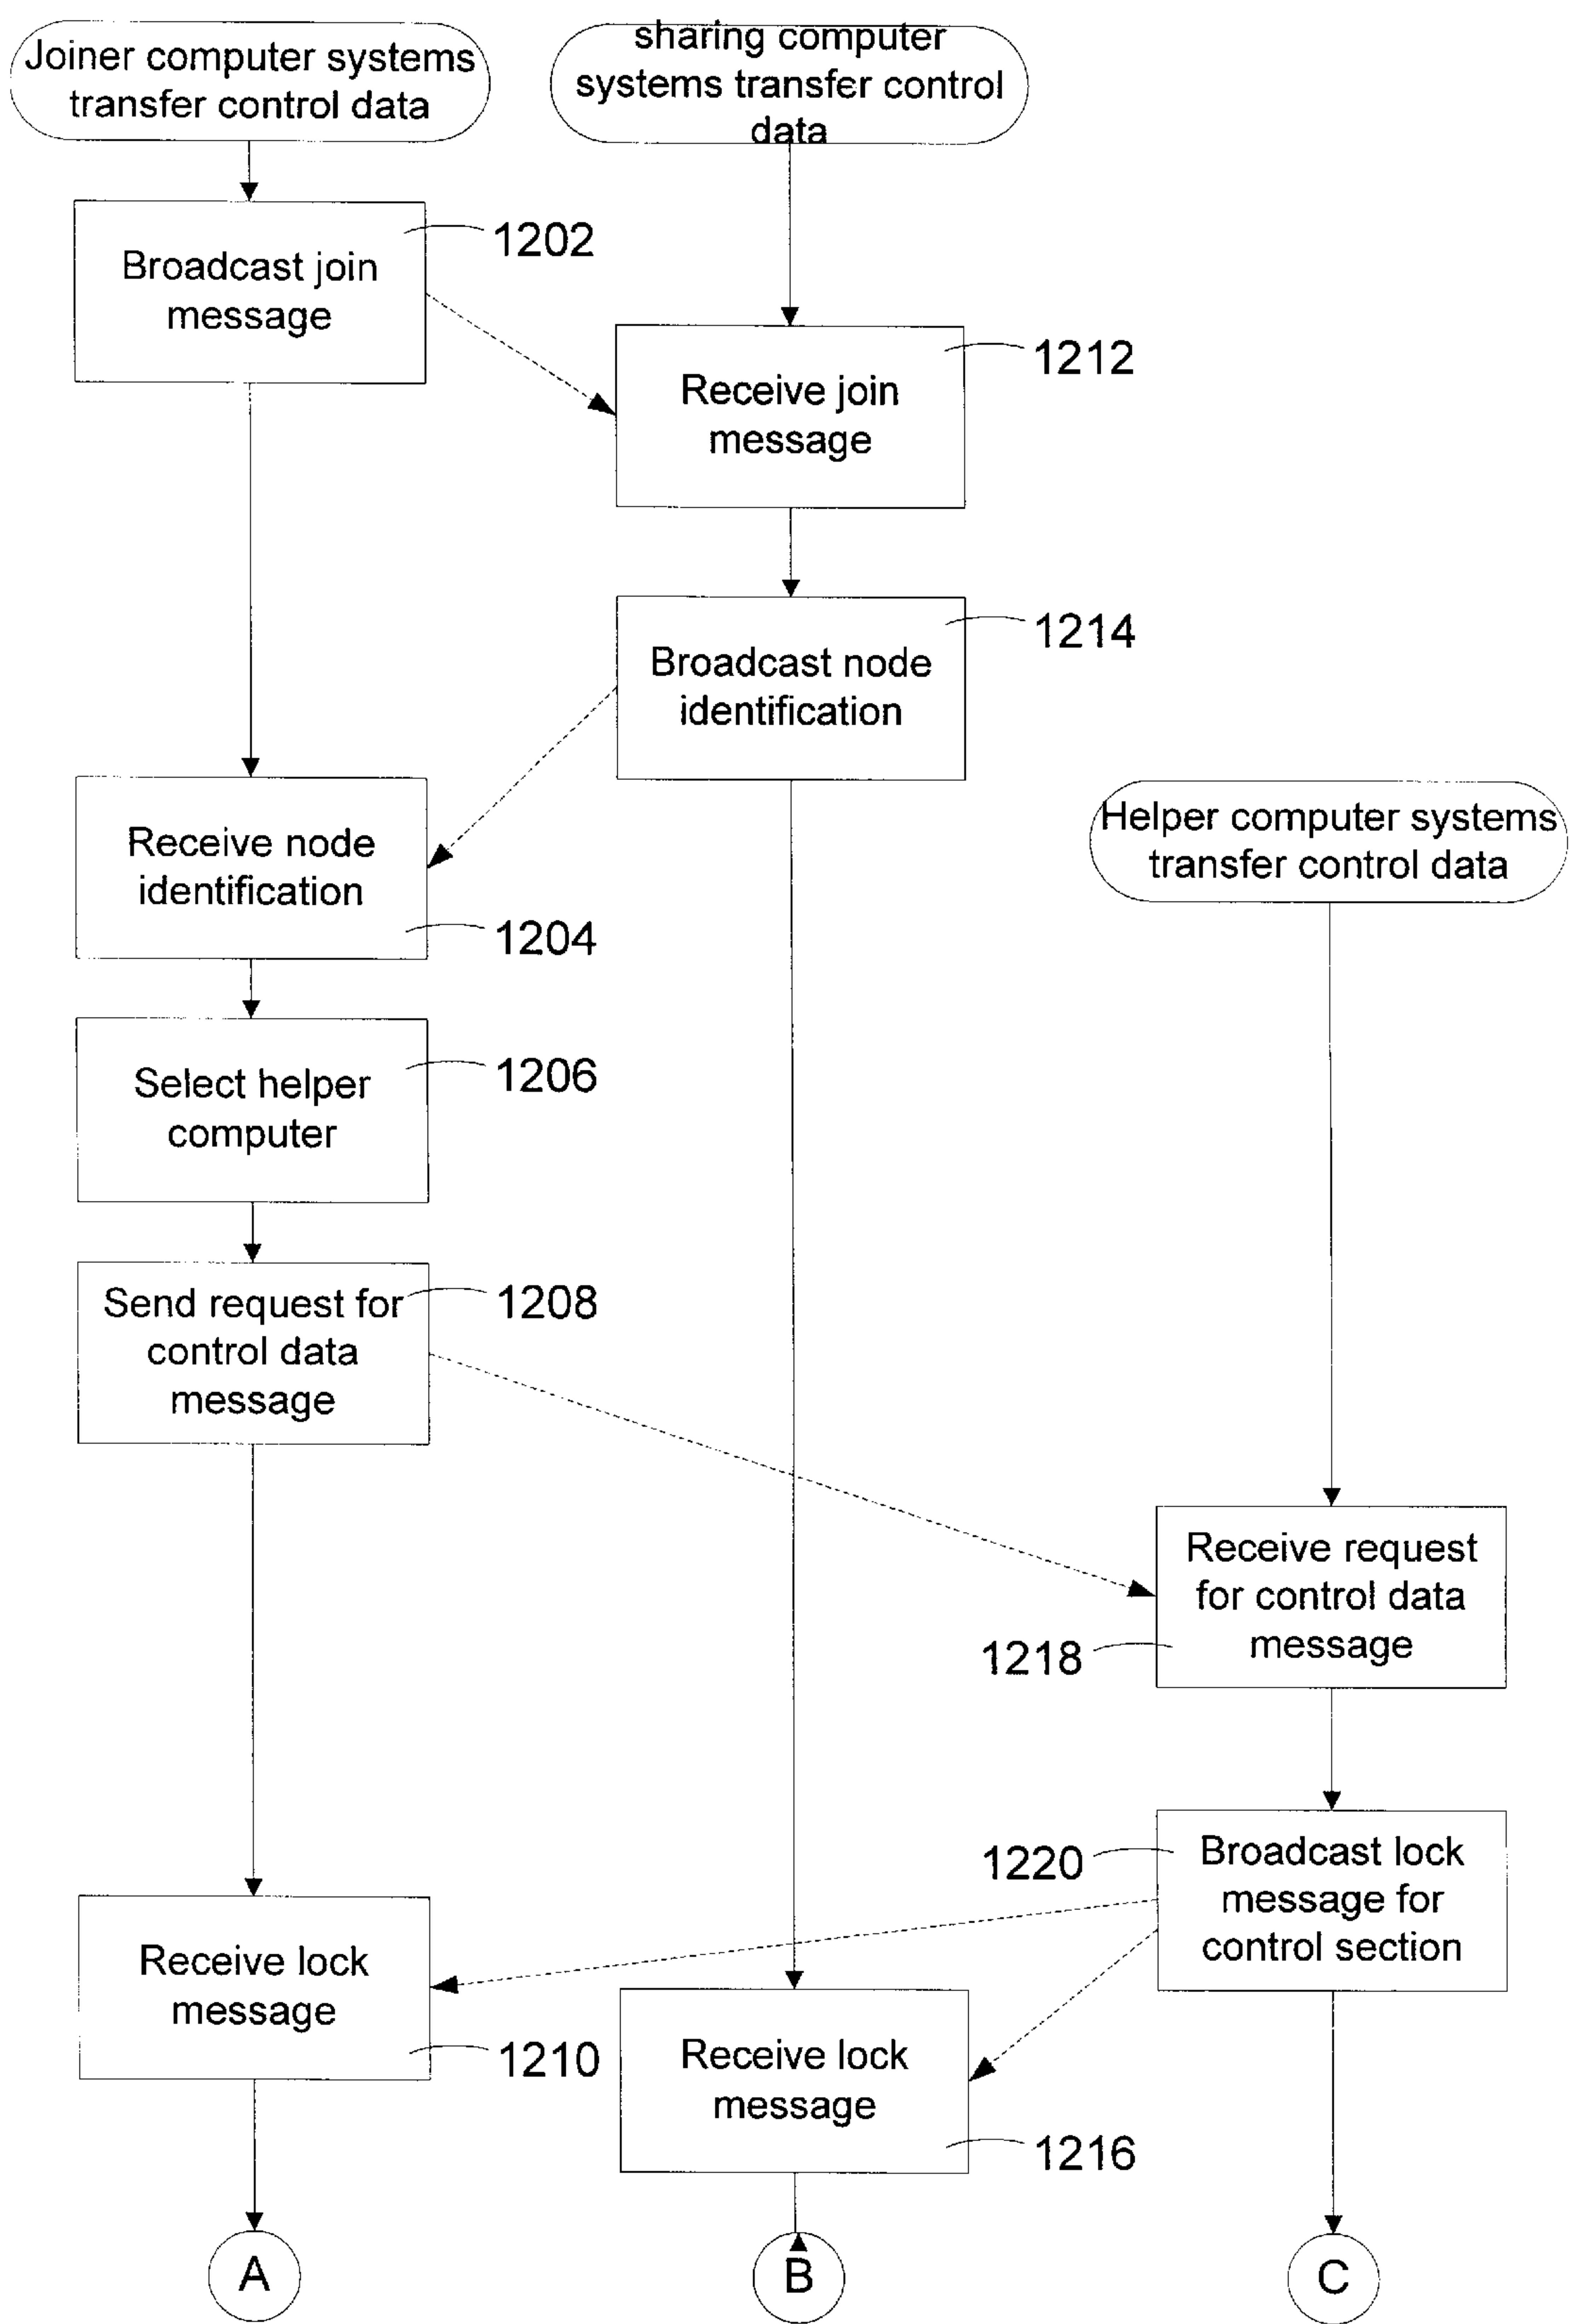 Joiner computer systems
transfer control data
sharing computer
systems transfer control
data
Broadcast join
message
1202
Receive join
message
1212
Broadcast node
identification
1214
Receive node
identification
1204
Helper computer systems
transfer control data
Select helper
computer
1206
Send request for
control data
message
1208
Receive request
for control data
message
1218
Broadcast lock
message for
control section
1220
Receive lock
message
1210
Receive lock
message
1216
A
B
C